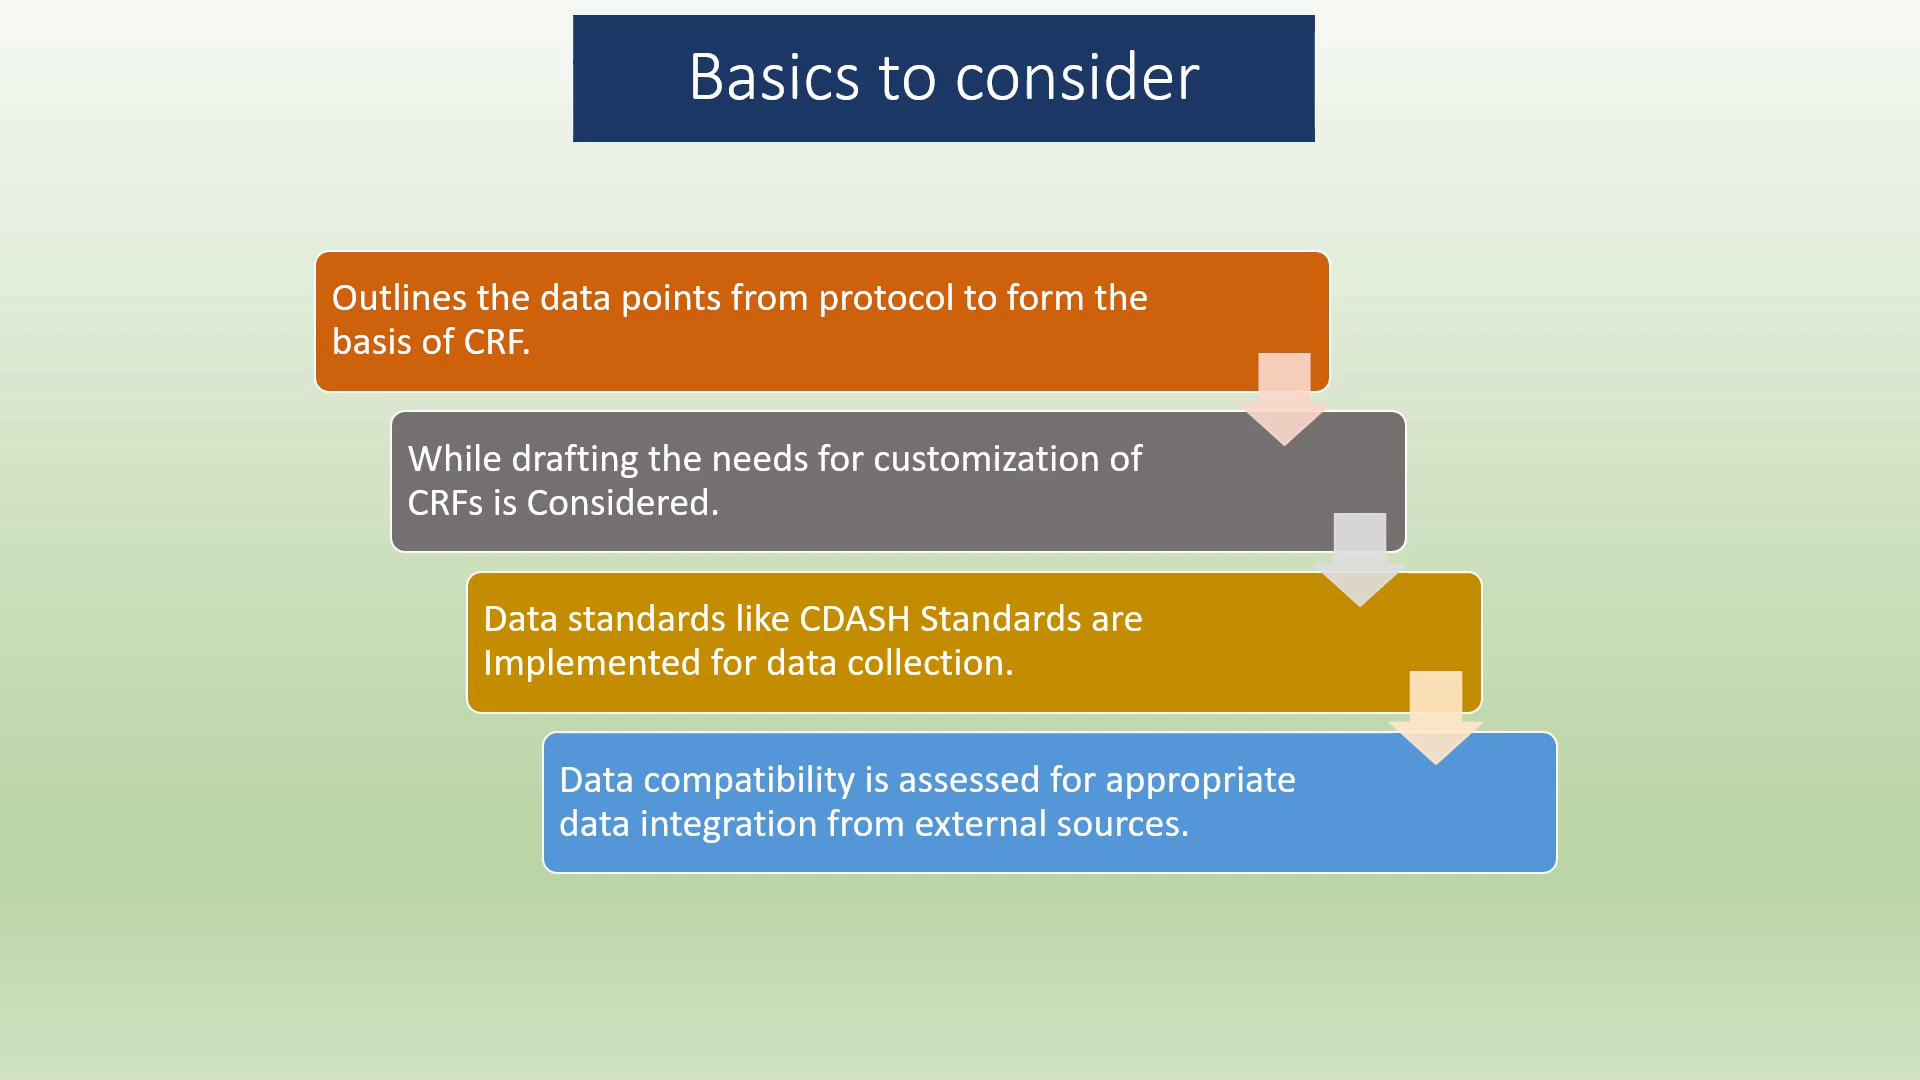 Basics to consider
Outlines the data points from protocol to form the
basis of CRF.
While drafting the needs for customization of
CRFs is Considered.
Data standards like CDASH Standards are
Implemented for data collection.
Data compatibility is assessed for appropriate
data integration from external sources.